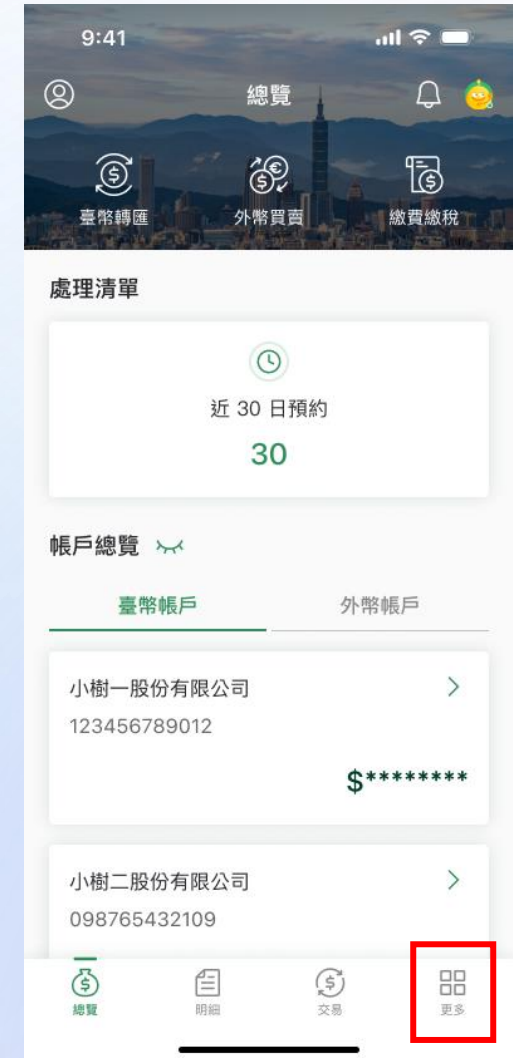 9:41
總覽
臺幣轉匯
外幣買賣
繳費繳稅
處理清單
近 30 日預約
30
帳戶總覽
臺幣帳戶
外幣帳戶
小樹一股份有限公司
123456789012
$********
小樹二股份有限公司
098765432109
總覽
明細
交易
更多